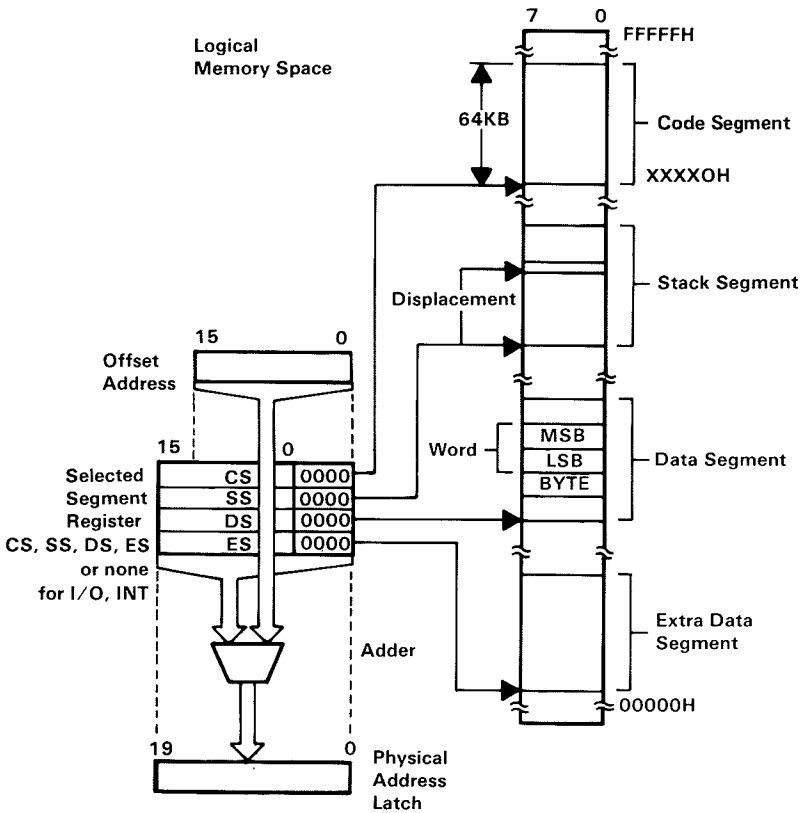 Logical
Memory Space
7 0
FFFFFH
64KB
Code Segment
XXXXOH
Displacement
Stack Segment
15 0
Offset
Address
15 0
Word
MSB
LSB
BYTE
Data Segment
Selected CS 0000
Segment SS 0000
Register DS 0000
CS, SS, DS, ES ES 0000
or none
for I/O, INT
Adder
Extra Data
Segment
00000H
19 0
Physical
Address
Latch